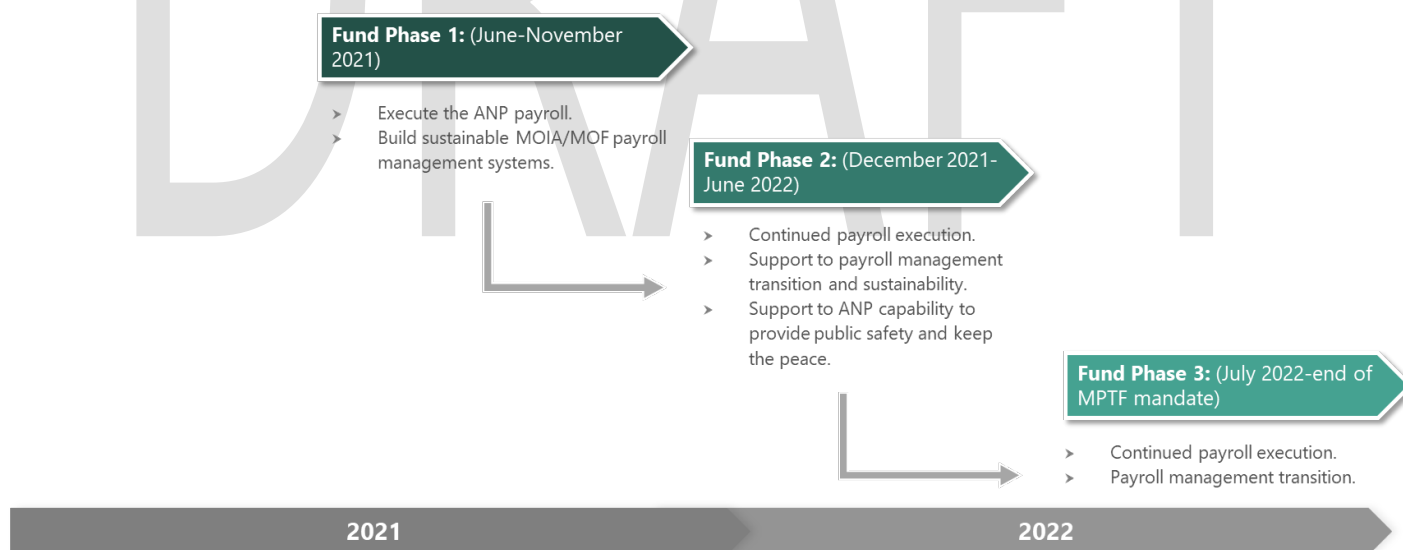 DRAFT
Fund Phase 1: (June-November
2021)
➢ Execute the ANP payroll.
➢ Build sustainable MOIA/MOF payroll
management systems.
Fund Phase 2: (December 2021-
June 2022)
➢ Continued payroll execution.
➢ Support to payroll management
transition and sustainability.
➢ Support to ANP capability to
provide public safety and keep
the peace.
Fund Phase 3: (July 2022-end of
MPTF mandate)
➢ Continued payroll execution.
➢ Payroll management transition.
2021
2022